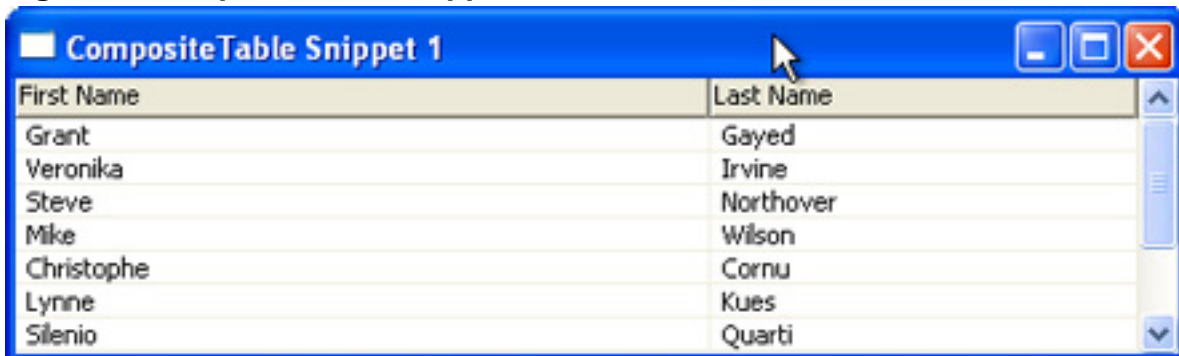 CompositeTable Snippet 1
First Name Last Name
Grant Gayed
Veronika Irvine
Steve Northover
Mike Wilson
Christophe Cornu
Lynne Kues
Silenio Quarti